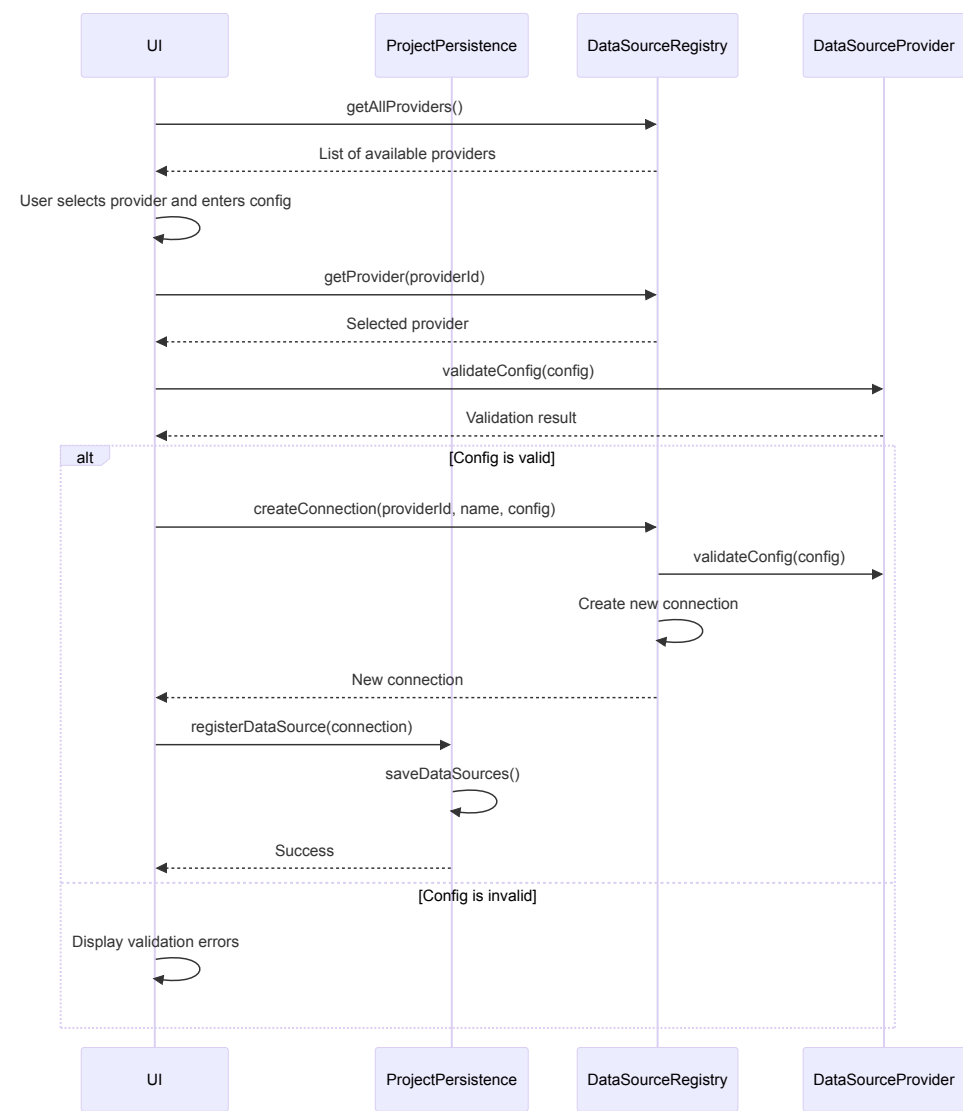 UI
ProjectPersistence
DataSourceRegistry
DataSourceProvider
getAllProviders()
List of available providers
User selects provider and enters config
getProvider(providerId)
Selected provider
validateConfig(config)
Validation result
alt
[Config is valid]
createConnection(providerId, name, config)
validateConfig(config)
Create new connection
New connection
registerDataSource(connection)
saveDataSources()
Success
[Config is invalid]
Display validation errors
UI
ProjectPersistence
DataSourceRegistry
DataSourceProvider